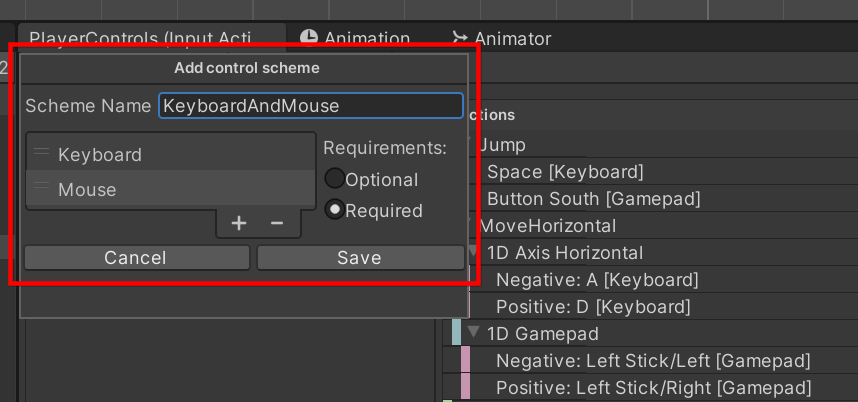 PlayerControls (Input Acti
Animation
Animator
2
Add control scheme
Scheme Name
KeyboardAndMouse
Keyboard
Mouse
Requirements:
Optional
Required
+
−
Cancel
Save
ctions
Jump
Space [Keyboard]
Button South [Gamepad]
MoveHorizontal
1D Axis Horizontal
Negative: A [Keyboard]
Positive: D [Keyboard]
1D Gamepad
Negative: Left Stick/Left [Gamepad]
Positive: Left Stick/Right [Gamepad]